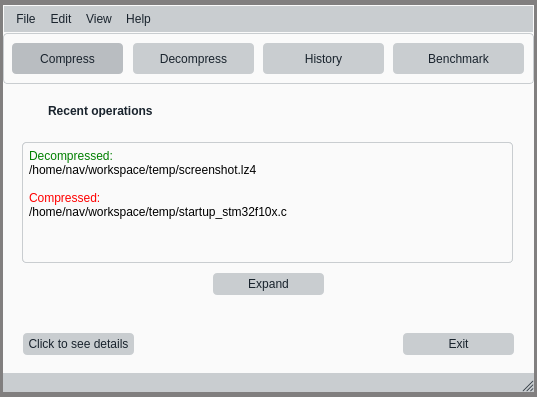 File Edit View Help
Compress Decompress History Benchmark
Recent operations
Decompressed:
/home/nav/workspace/temp/screenshot.lz4
Compressed:
/home/nav/workspace/temp/startup_stm32f10x.c
Expand
Click to see details Exit